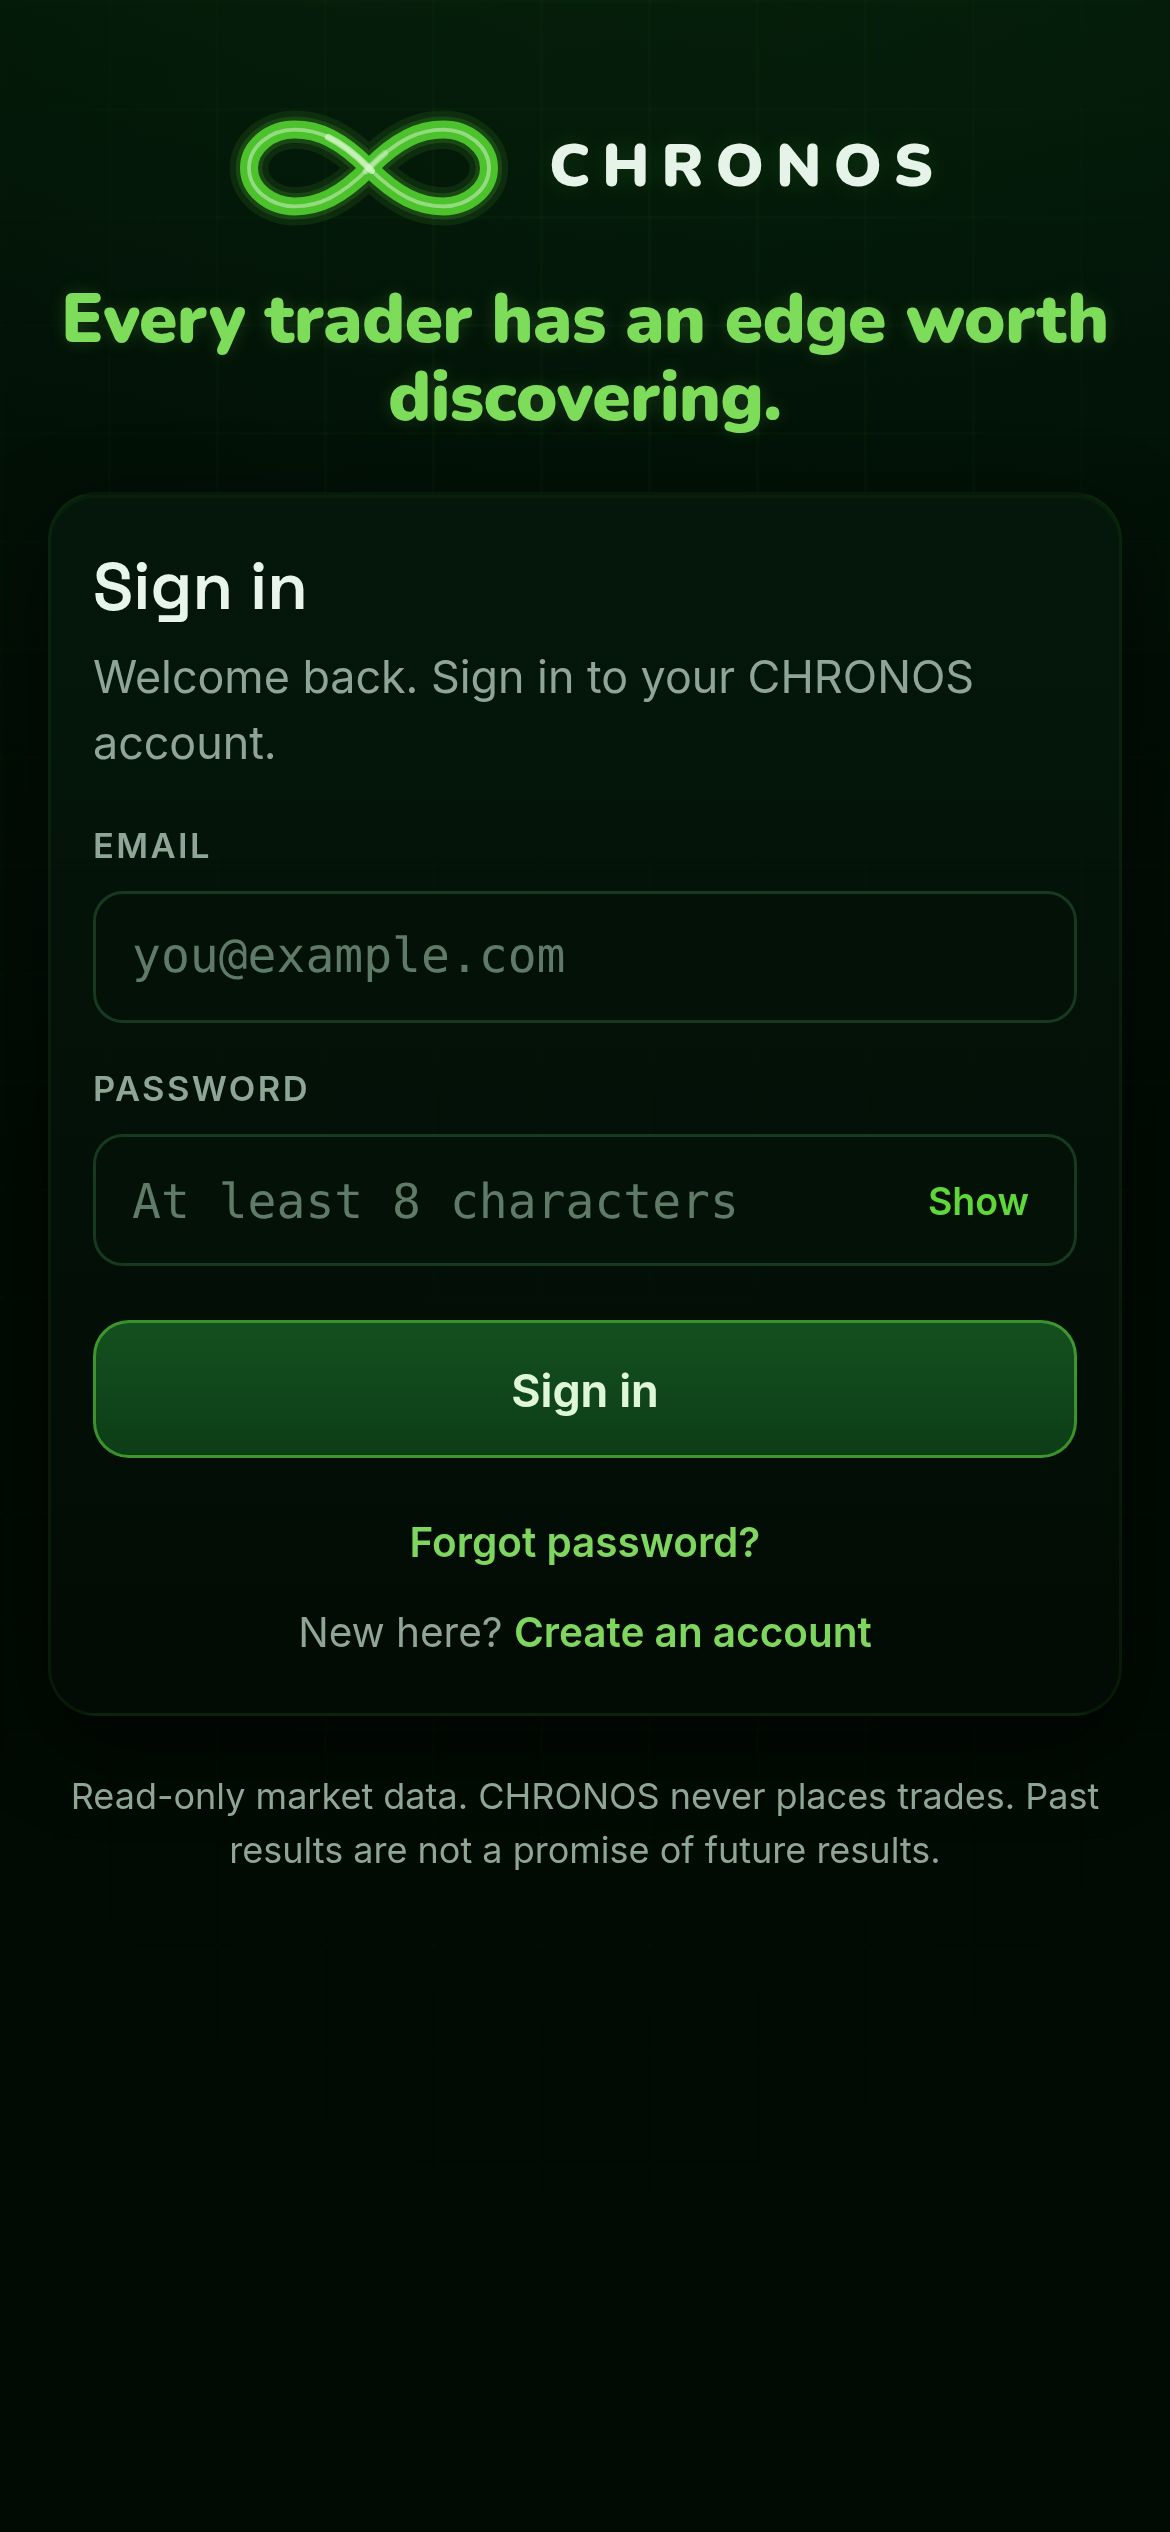 CHRONOS
Every trader has an edge worth
discovering.
Sign in
Welcome back. Sign in to your CHRONOS
account.
EMAIL
you@example.com
PASSWORD
At least 8 characters
Show
Sign in
Forgot password?
New here? Create an account
Read-only market data. CHRONOS never places trades. Past
results are not a promise of future results.